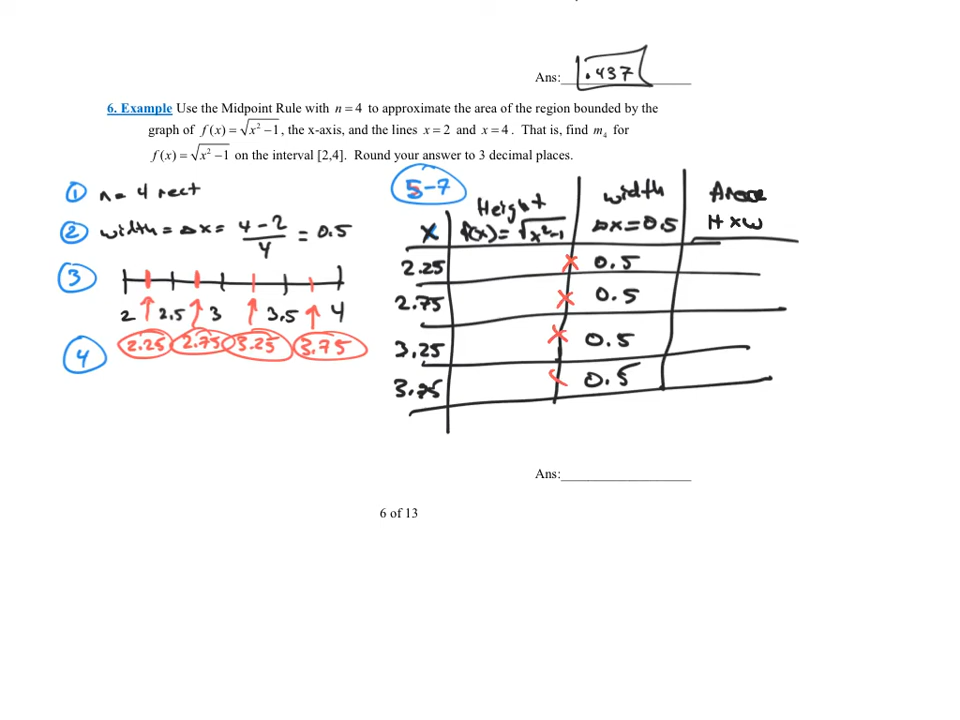 Ans: .437
6. Example Use the Midpoint Rule with n = 4 to approximate the area of the region bounded by the
graph of f(x) = √(x² −1), the x-axis, and the lines x = 2 and x = 4. That is, find m₄ for
f(x) = √(x² −1) on the interval [2,4]. Round your answer to 3 decimal places.
① n = 4 rect
② width = Δx = (4-2)/4 = 0.5
③
2 2.5 3 3.5 4
④ 2.25 2.75 3.25 3.75
5-7
Height width Area
x f(x) = √(x²-1) Δx = 0.5 H x W
2.25 x 0.5
2.75 x 0.5
3.25 x 0.5
3.75 x 0.5
Ans:
6 of 13